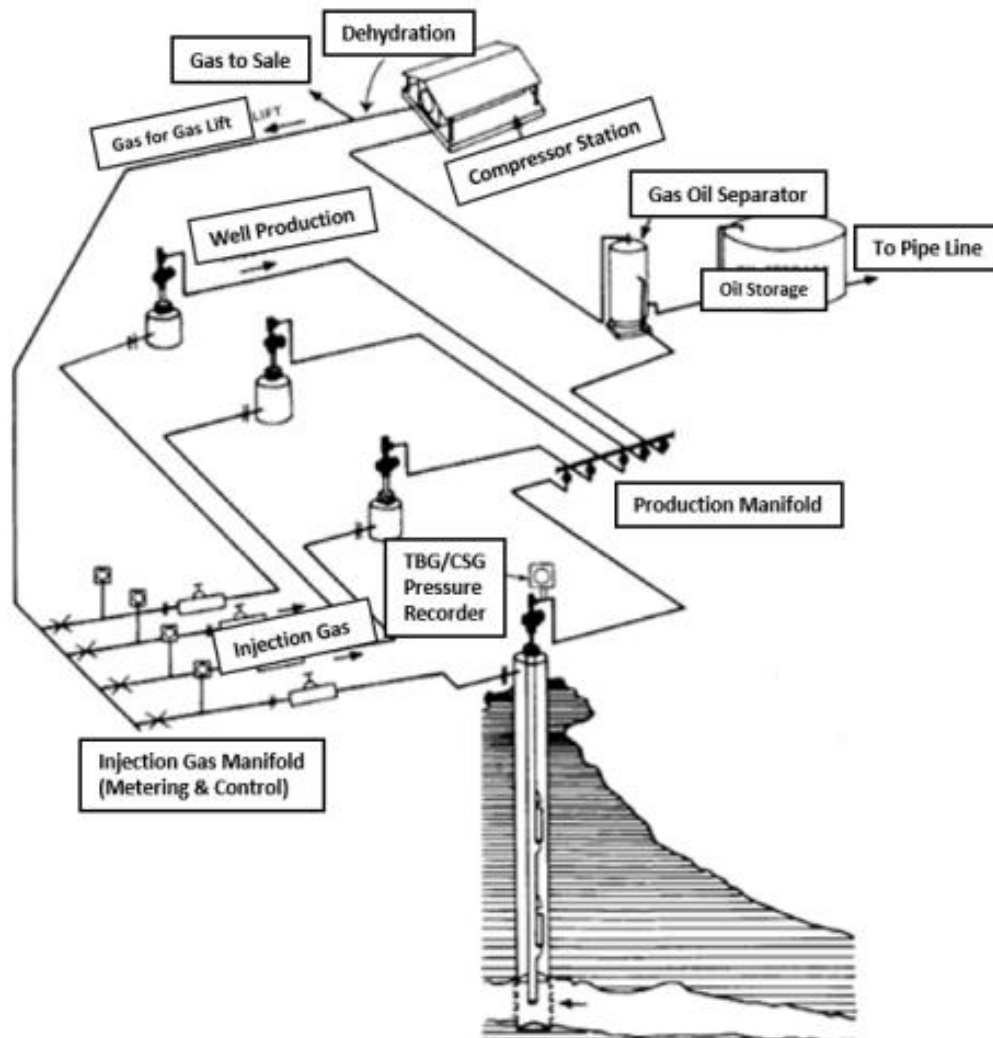 Dehydration
Gas to Sale
LIFT
Gas for Gas Lift
Compressor Station
Gas Oil Separator
Well Production
To Pipe Line
Oil Storage
Production Manifold
TBG/CSG
Pressure
Recorder
Injection Gas
Injection Gas Manifold
(Metering & Control)